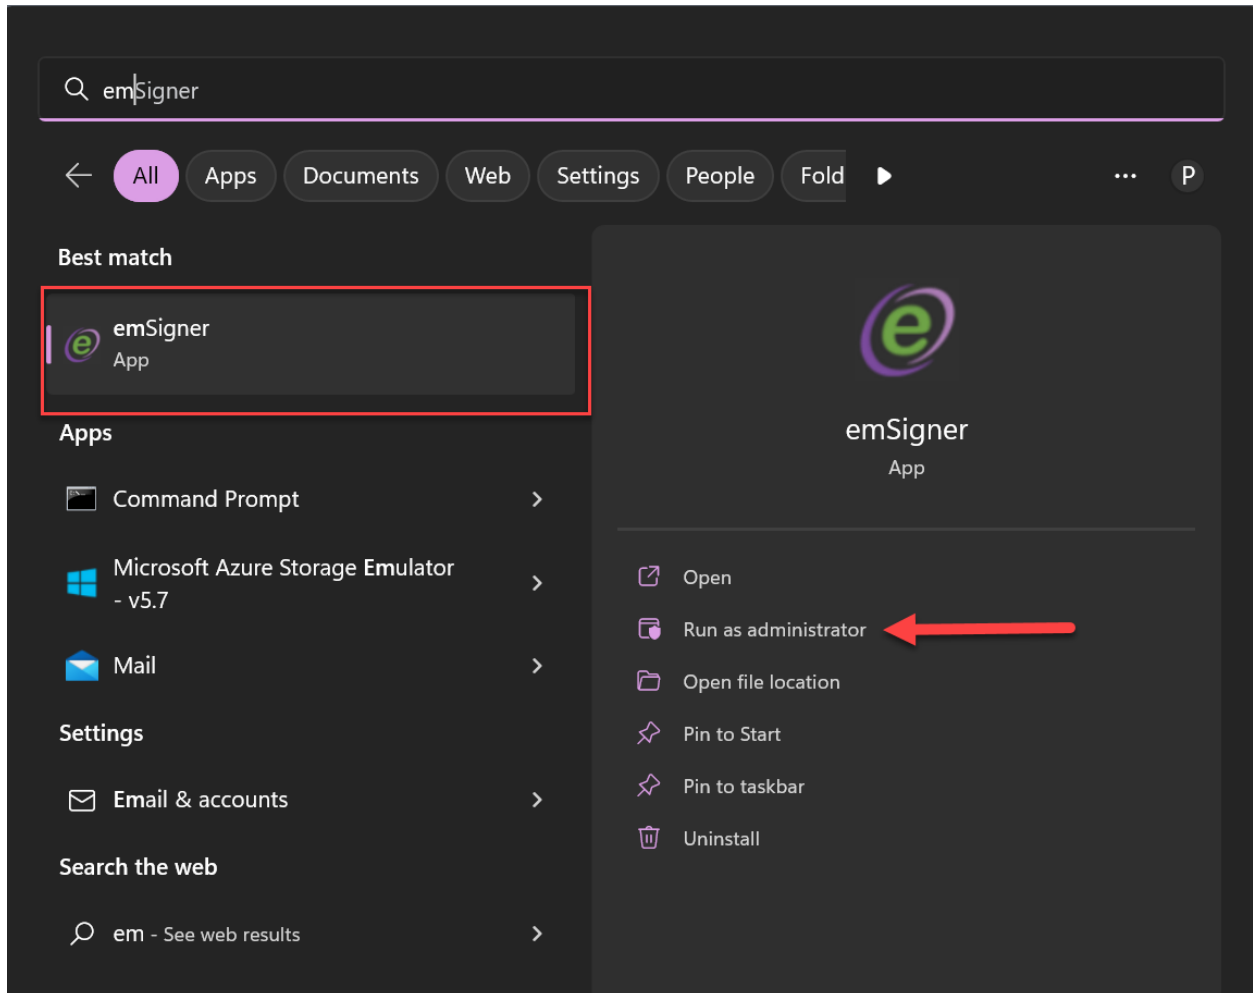 emSigner
All Apps Documents Web Settings People Fold P
Best match
emSigner
App
Apps
Command Prompt
Microsoft Azure Storage Emulator
- v5.7
Mail
Settings
Email & accounts
Search the web
em - See web results
e
emSigner
App
Open
Run as administrator
Open file location
Pin to Start
Pin to taskbar
Uninstall